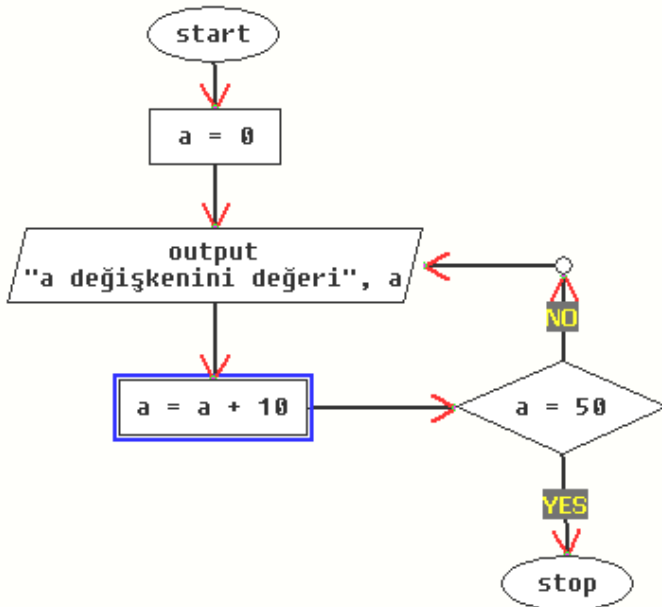 start
a = 0
output
"a değişkenini değeri", a
NO
a = a + 10
a = 50
YES
stop